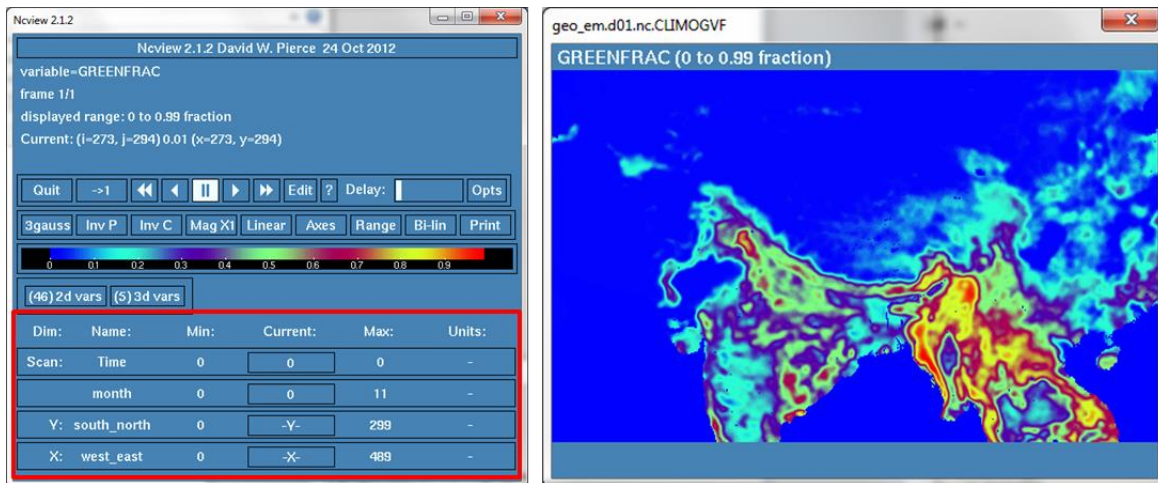 Ncview 2.1.2
Ncview 2.1.2 David W. Pierce 24 Oct 2012
variable=GREENFRAC
frame 1/1
displayed range: 0 to 0.99 fraction
Current: (i=273, j=294) 0.01 (x=273, y=294)
Quit ->1 Edit ? Delay: Opts
3gauss Inv P Inv C Mag X1 Linear Axes Range Bi-lin Print
0 0.1 0.2 0.3 0.4 0.5 0.6 0.7 0.8 0.9
(46) 2d vars (5) 3d vars
Dim: Name: Min: Current: Max: Units:
Scan: Time 0 0 0 -
month 0 0 11 -
Y: south_north 0 -Y- 299 -
X: west_east 0 -X- 489 -
geo_em.d01.nc.CLIMOGVF
GREENFRAC (0 to 0.99 fraction)